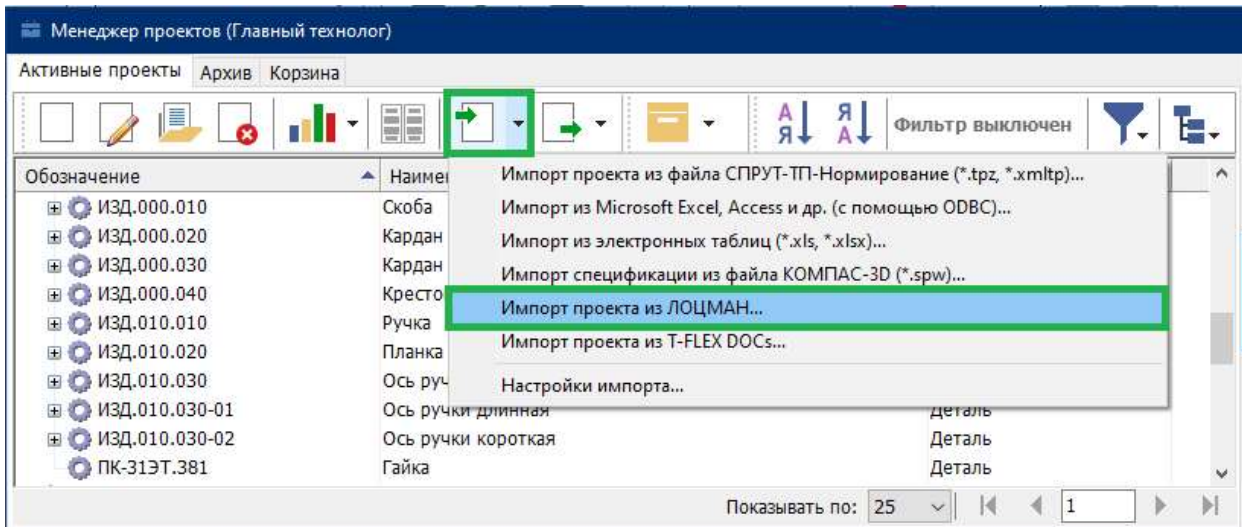 Менеджер проектов (Главный технолог)
Активные проекты Архив Корзина
А Я Я А Фильтр выключен
Обозначение Наимен
Импорт проекта из файла СПРУТ-ТП-Нормирование (*.tpz, *.xmltp)...
ИЗД.000.010 Скоба
Импорт из Microsoft Excel, Access и др. (с помощью ODBC)...
ИЗД.000.020 Кардан
Импорт из электронных таблиц (*.xls, *.xlsx)...
ИЗД.000.030 Кардан
Импорт спецификации из файла КОМПАС-3D (*.spw)...
ИЗД.000.040 Кресто
Импорт проекта из ЛОЦМАН...
ИЗД.010.010 Ручка
Импорт проекта из T-FLEX DOCs...
ИЗД.010.020 Планка
ИЗД.010.030 Ось руч
Настройки импорта...
ИЗД.010.030-01 Ось ручки длинная Деталь
ИЗД.010.030-02 Ось ручки короткая Деталь
ПК-31ЭТ.381 Гайка Деталь
Показывать по: 25 1